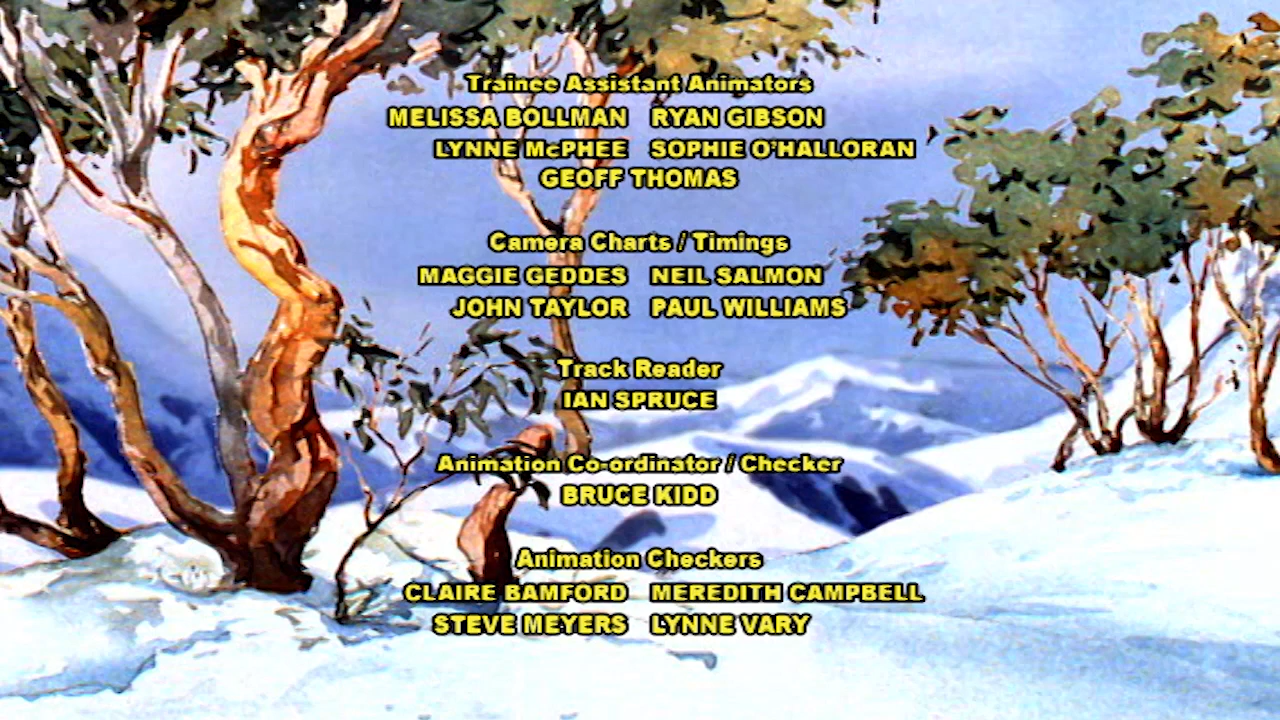 Trainee Assistant Animators
MELISSA BOLLMAN RYAN GIBSON
LYNNE McPHEE SOPHIE O'HALLORAN
GEOFF THOMAS
Camera Charts / Timings
MAGGIE GEDDES NEIL SALMON
JOHN TAYLOR PAUL WILLIAMS
Track Reader
IAN SPRUCE
Animation Co-ordinator / Checker
BRUCE KIDD
Animation Checkers
CLAIRE BAMFORD MEREDITH CAMPBELL
STEVE MEYERS LYNNE VARY